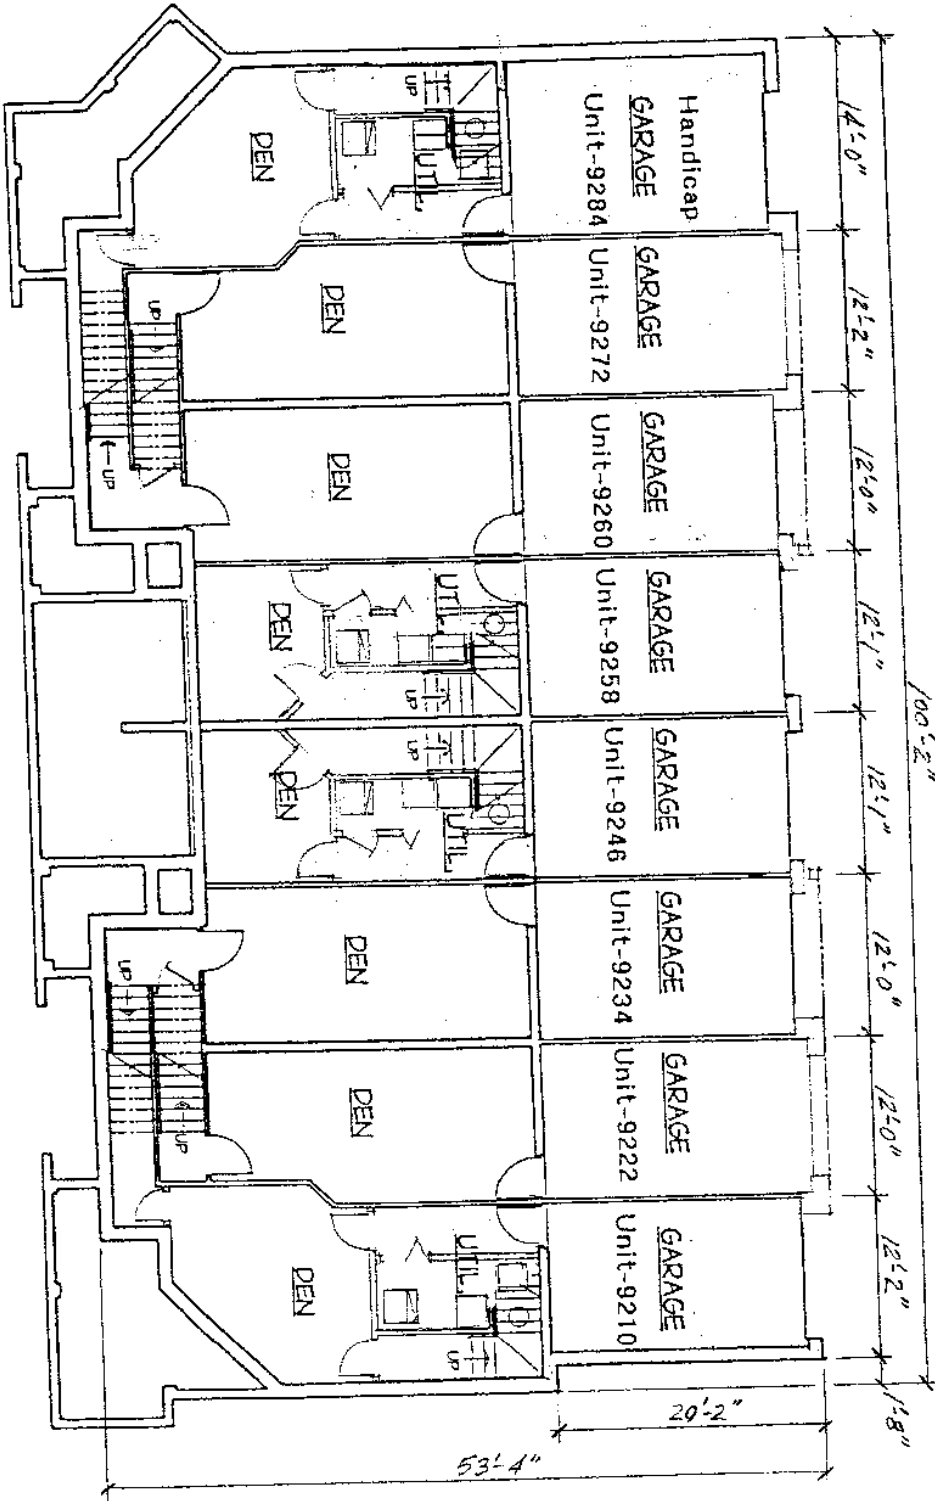 Handicap
GARAGE
Unit-9284
GARAGE
Unit-9272
GARAGE
Unit-9260
GARAGE
Unit-9258
GARAGE
Unit-9246
GARAGE
Unit-9234
GARAGE
Unit-9222
GARAGE
Unit-9210
DEN
DEN
DEN
DEN
DEN
DEN
DEN
DEN
UTIL
UTIL
UTIL
UTIL
UP
UP
UP
UP
UP
UP
UP
UP
14'-0"
12'-2"
12'-0"
12'-1"
12'-1"
12'-0"
12'-0"
12'-2"
1'-8"
100'-2"
20'-2"
53'-4"